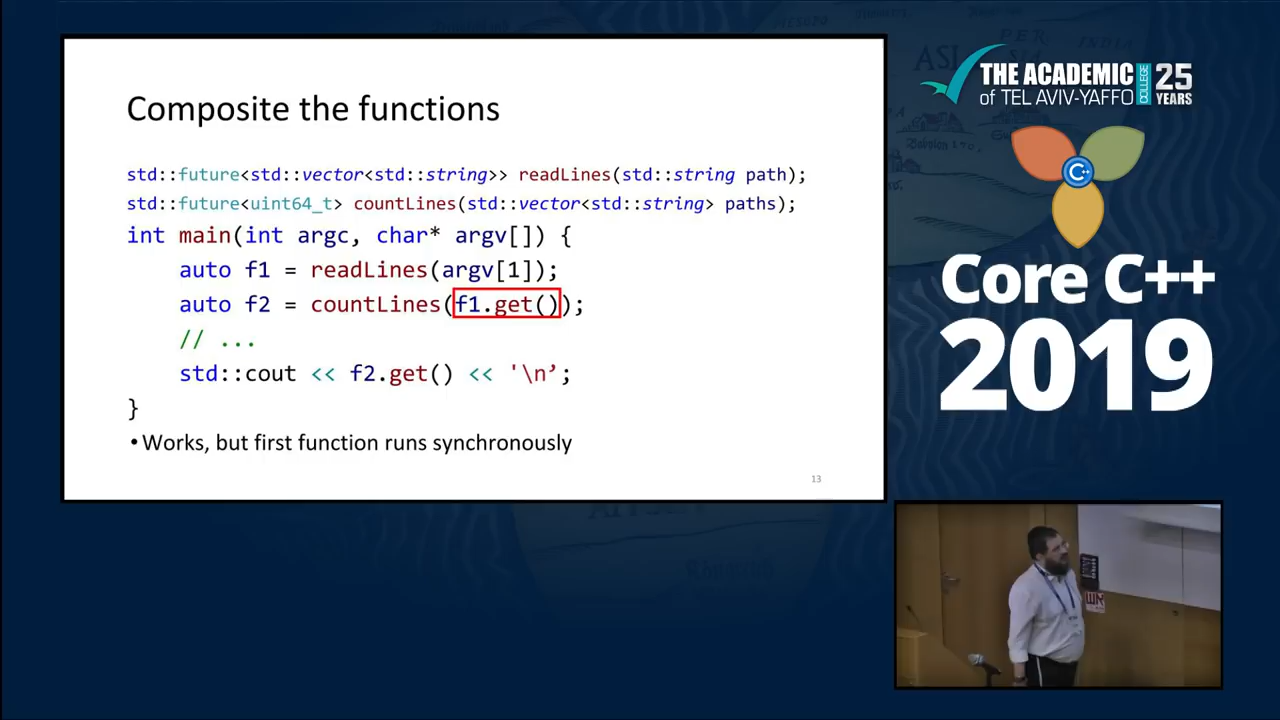 Composite the functions
std::future<std::vector<std::string>> readLines(std::string path);
std::future<uint64_t> countLines(std::vector<std::string> paths);
int main(int argc, char* argv[]) {
    auto f1 = readLines(argv[1]);
    auto f2 = countLines(f1.get());
    // ...
    std::cout << f2.get() << '\n’;
}
•Works, but first function runs synchronously
13
THE ACADEMIC
of TEL AVIV-YAFFO
COLLEGE
25
YEARS
C++
Core C++
2019